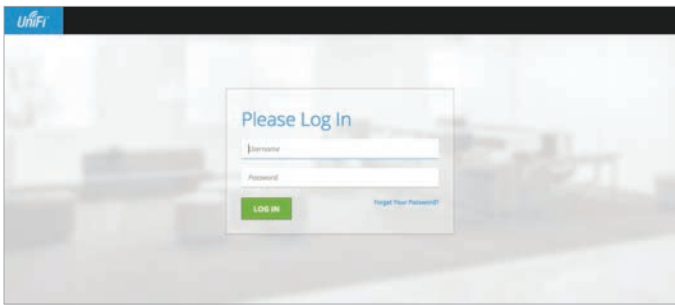 UniFi
Please Log In
Username
Password
LOG IN
Forgot Your Password?